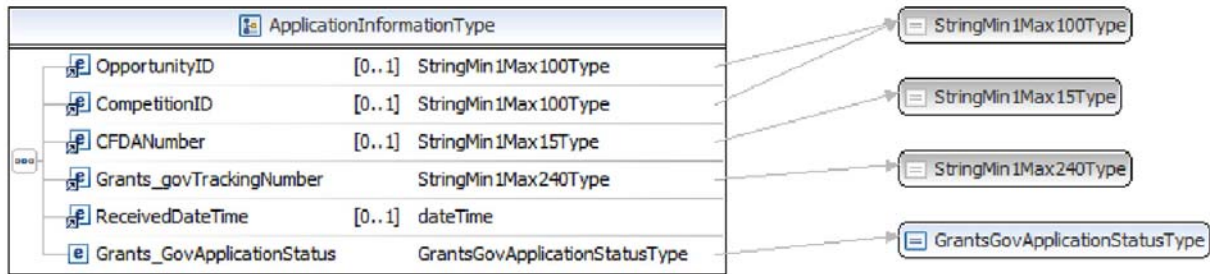 ApplicationInformationType
OpportunityID [0..1] StringMin1Max100Type
CompetitionID [0..1] StringMin1Max100Type
CFDANumber [0..1] StringMin1Max15Type
Grants_govTrackingNumber StringMin1Max240Type
ReceivedDateTime [0..1] dateTime
Grants_GovApplicationStatus GrantsGovApplicationStatusType
StringMin1Max100Type
StringMin1Max15Type
StringMin1Max240Type
GrantsGovApplicationStatusType